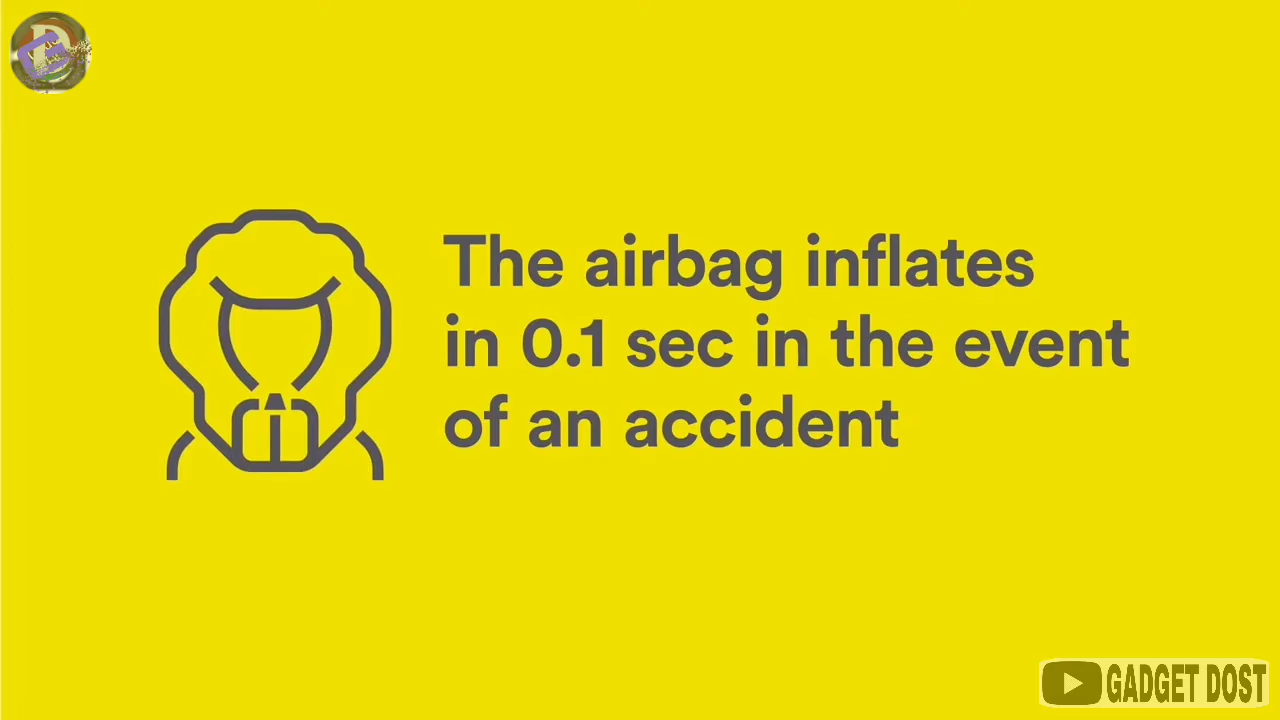 The airbag inflates
in 0.1 sec in the event
of an accident
GADGET DOST